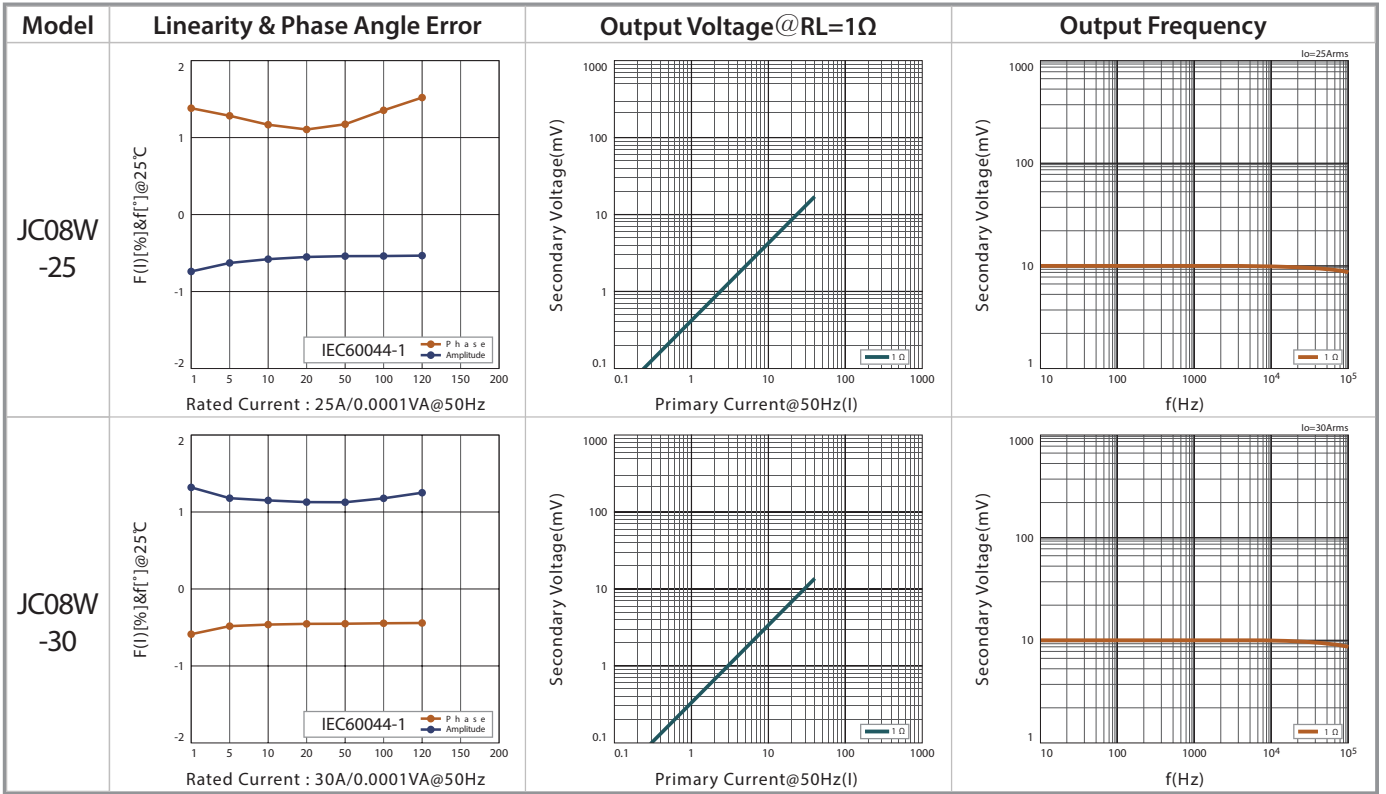 Model
Linearity & Phase Angle Error
Output Voltage@RL=1Ω
Output Frequency
JC08W
-25
F(I)[%]&f[°]@25℃
2
1
0
-1
-2
IEC60044-1
Phase
Amplitude
1 5 10 20 50 100 120 150 200
Rated Current : 25A/0.0001VA@50Hz
Secondary Voltage(mV)
1000
100
10
1
0.1
1 Ω
0.1 1 10 100 1000
Primary Current@50Hz(I)
Io=25Arms
Secondary Voltage(mV)
1000
100
10
1
1 Ω
10 100 1000 10⁴ 10⁵
f(Hz)
JC08W
-30
F(I)[%]&f[°]@25℃
2
1
0
-1
-2
IEC60044-1
Phase
Amplitude
1 5 10 20 50 100 120 150 200
Rated Current : 30A/0.0001VA@50Hz
Secondary Voltage(mV)
1000
100
10
1
0.1
1 Ω
0.1 1 10 100 1000
Primary Current@50Hz(I)
Io=30Arms
Secondary Voltage(mV)
1000
100
10
1
1 Ω
10 100 1000 10⁴ 10⁵
f(Hz)